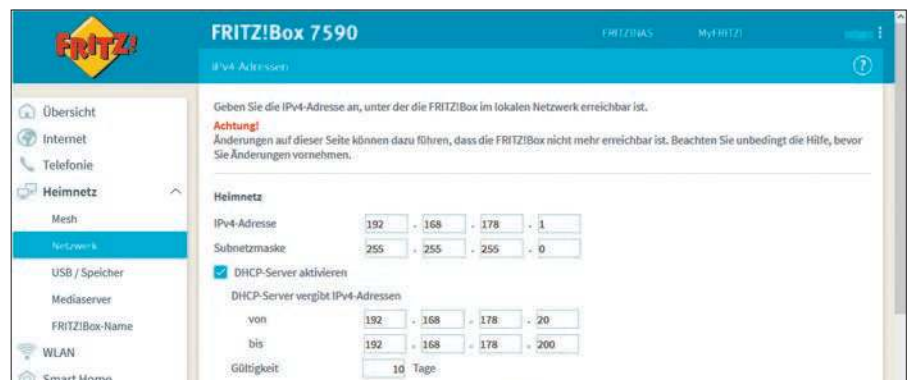 FRITZ!
FRITZ!Box 7590
FRITZ!NAS MyFRITZ!
IPv4-Adressen
Übersicht
Internet
Telefonie
Heimnetz
Mesh
Netzwerk
USB / Speicher
Mediaserver
FRITZ!Box-Name
WLAN
Smart Home
Geben Sie die IPv4-Adresse an, unter der die FRITZ!Box im lokalen Netzwerk erreichbar ist.
Achtung!
Änderungen auf dieser Seite können dazu führen, dass die FRITZ!Box nicht mehr erreichbar ist. Beachten Sie unbedingt die Hilfe, bevor
Sie Änderungen vornehmen.
Heimnetz
IPv4-Adresse 192 . 168 . 178 . 1
Subnetzmaske 255 . 255 . 255 . 0
DHCP-Server aktivieren
DHCP-Server vergibt IPv4-Adressen
von 192 . 168 . 178 . 20
bis 192 . 168 . 178 . 200
Gültigkeit 10 Tage